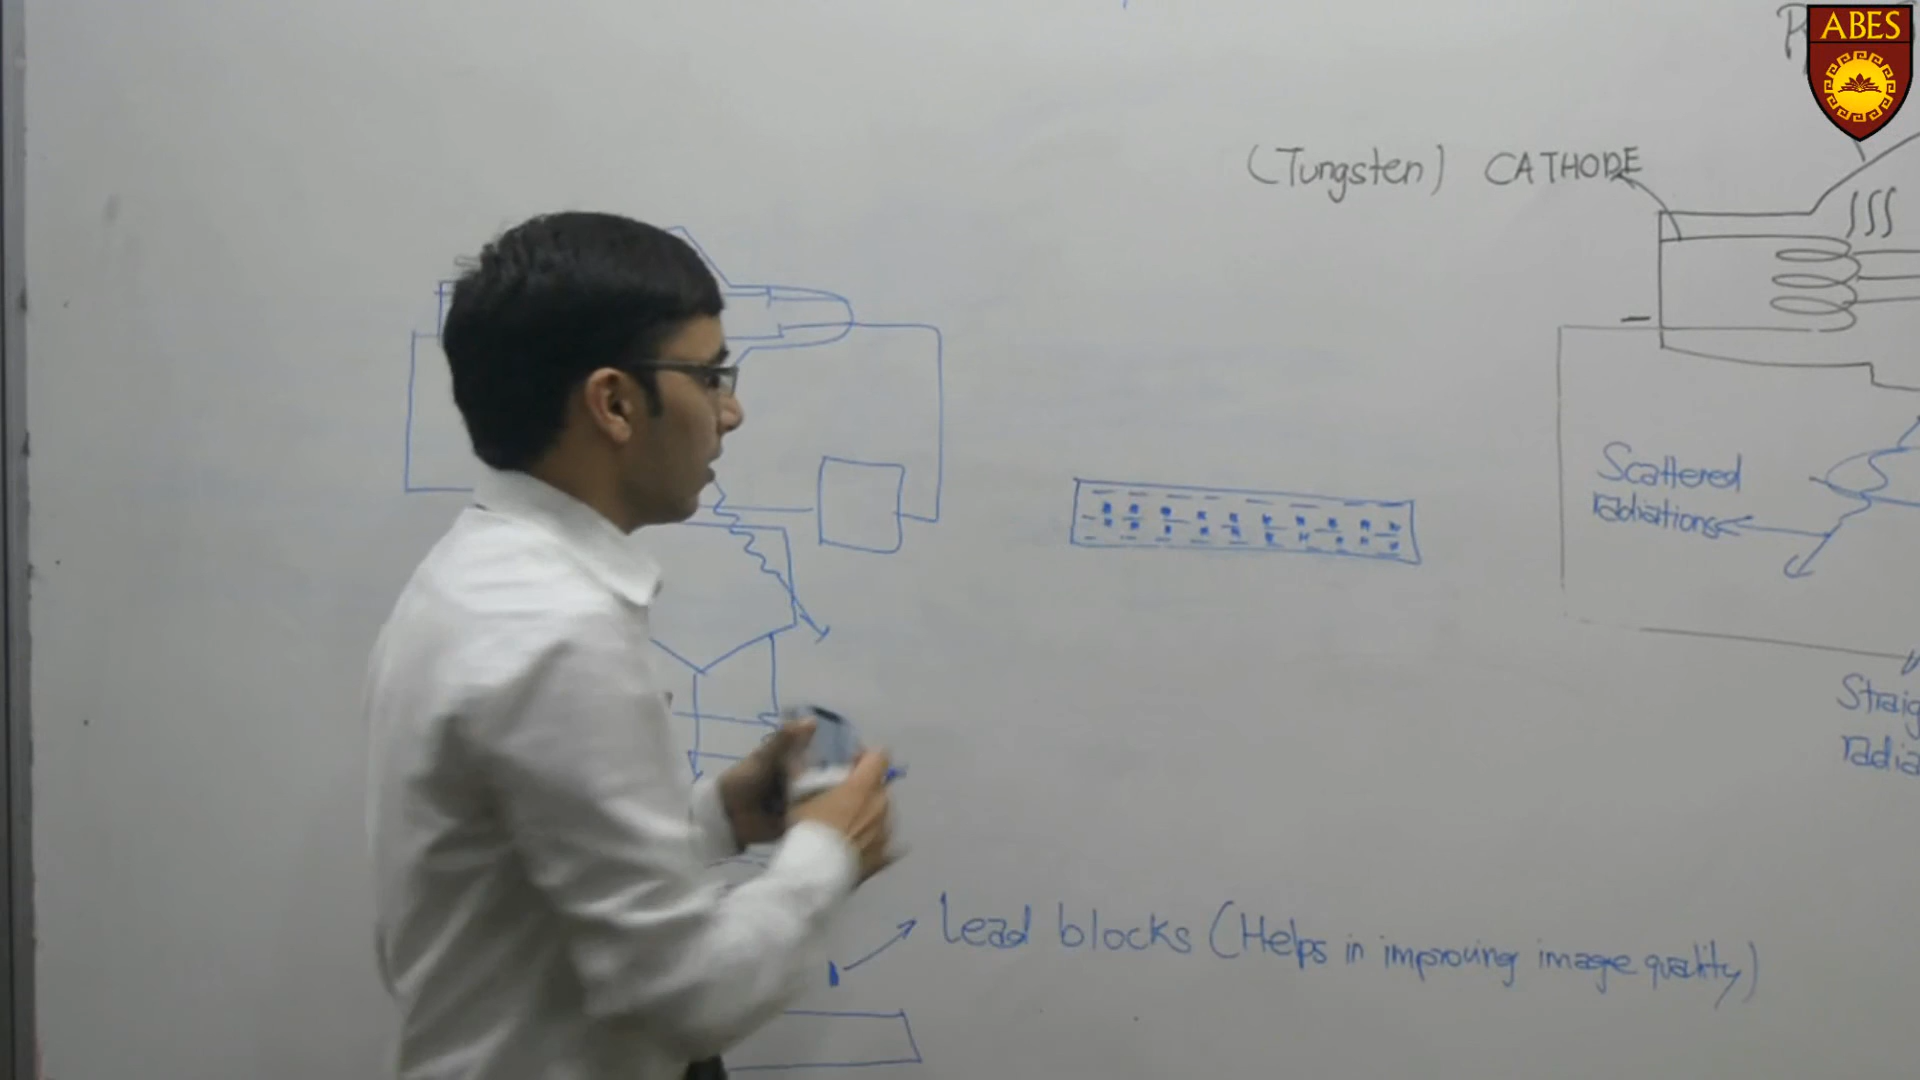 ABES
(Tungsten) CATHODE
Scattered
radiations
Straig
radia
Lead blocks (Helps in improving image quality)